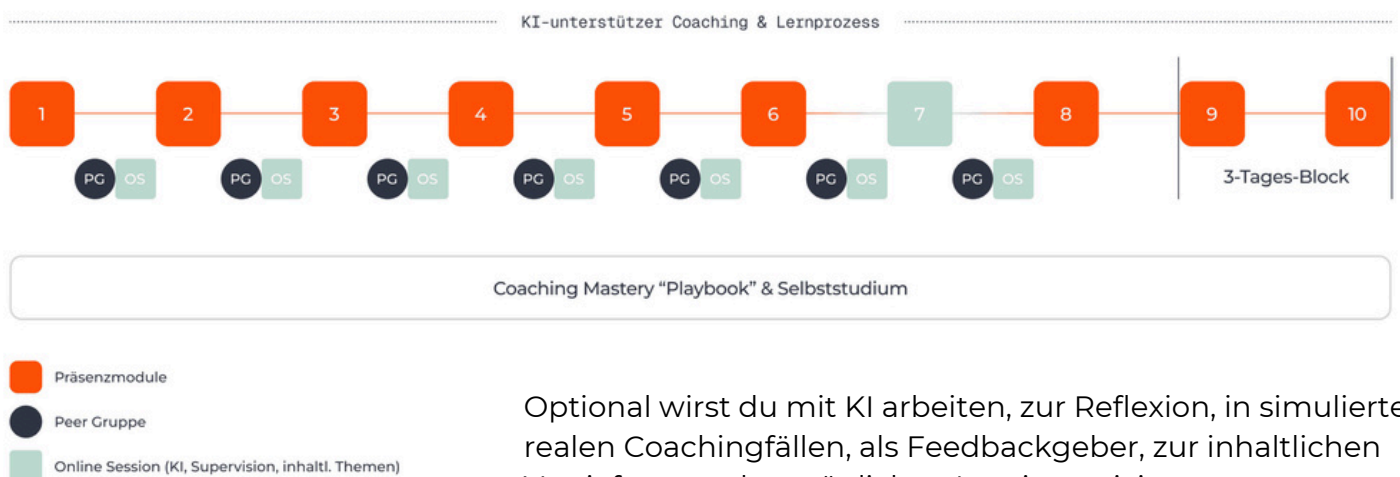 KI-unterstützer Coaching & Lernprozess
1 2 3 4 5 6 7 8 9 10
PG OS PG OS PG OS PG OS PG OS PG OS PG OS
3-Tages-Block
Coaching Mastery “Playbook” & Selbststudium
Präsenzmodule
Peer Gruppe
Online Session (KI, Supervision, inhaltl. Themen)
Optional wirst du mit KI arbeiten, zur Reflexion, in simulierte
realen Coachingfällen, als Feedbackgeber, zur inhaltlichen